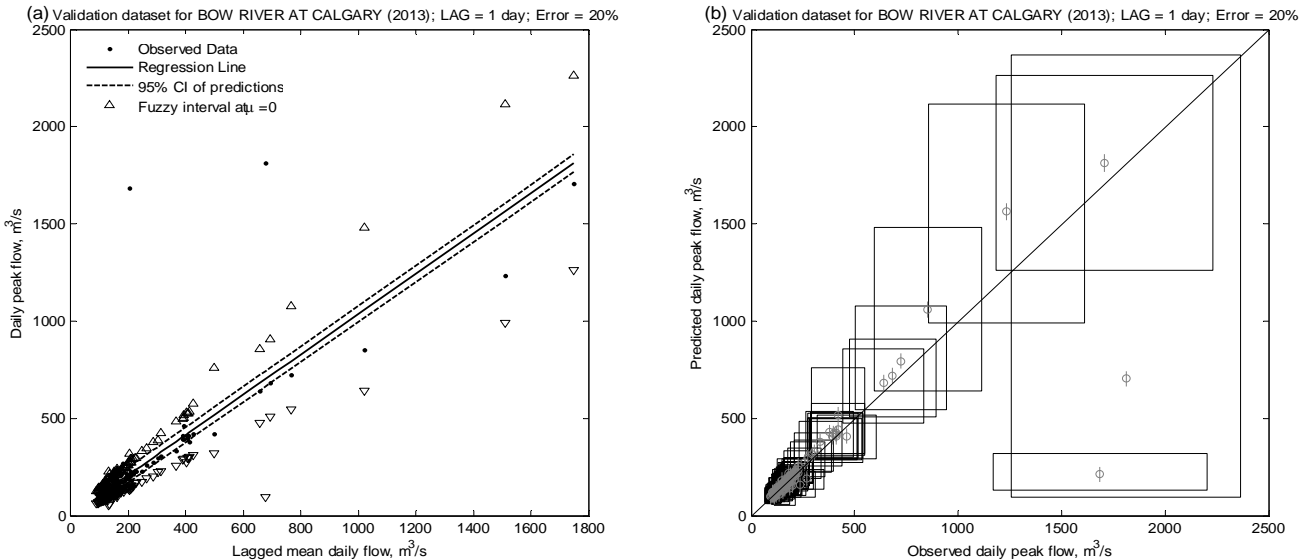 (a) Validation dataset for BOW RIVER AT CALGARY (2013); LAG = 1 day; Error = 20%
2500
2000
1500
1000
500
0
Daily peak flow, m3/s
Observed Data
Regression Line
95% CI of predictions
Fuzzy interval atμ =0
0 200 400 600 800 1000 1200 1400 1600 1800
Lagged mean daily flow, m3/s
(b) Validation dataset for BOW RIVER AT CALGARY (2013); LAG = 1 day; Error = 20%
2500
2000
1500
1000
500
0
Predicted daily peak flow, m3/s
0 500 1000 1500 2000 2500
Observed daily peak flow, m3/s